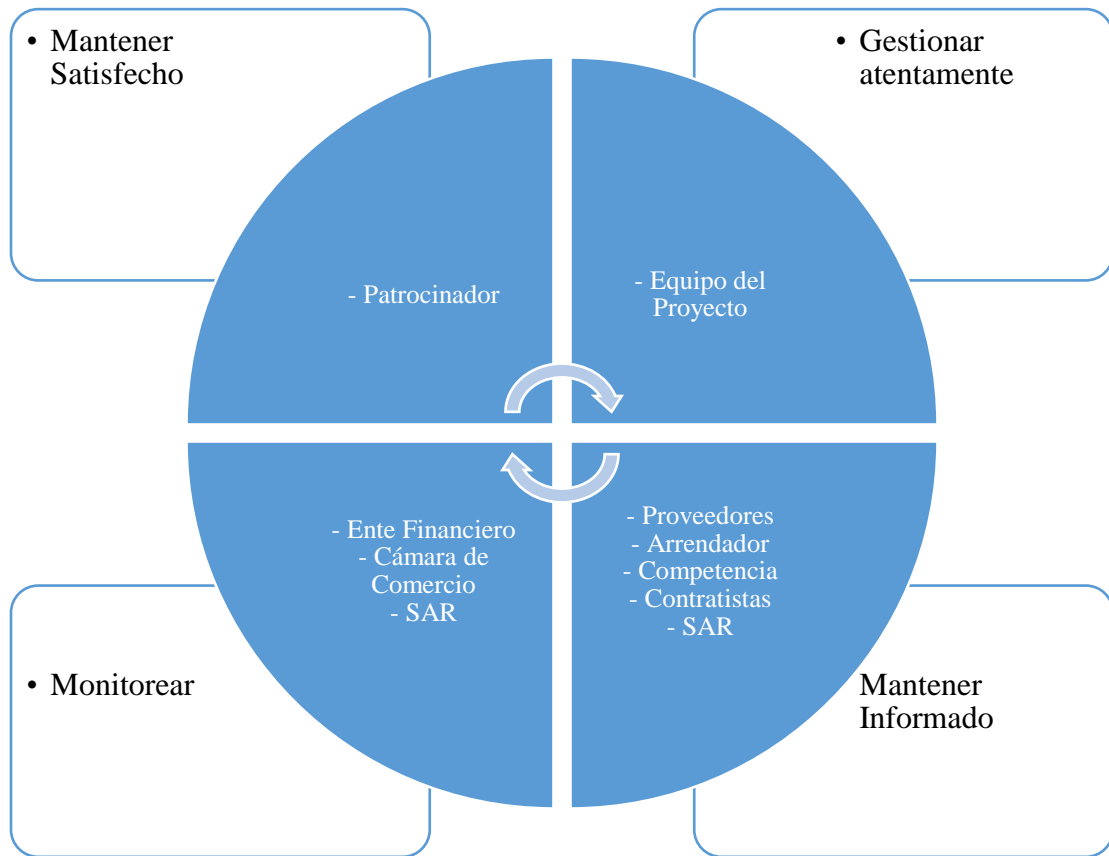 • Mantener
Satisfecho
• Gestionar
atentamente
- Patrocinador
- Equipo del
Proyecto
- Ente Financiero
- Cámara de
Comercio
- SAR
- Proveedores
- Arrendador
- Competencia
- Contratistas
- SAR
• Monitorear
Mantener
Informado